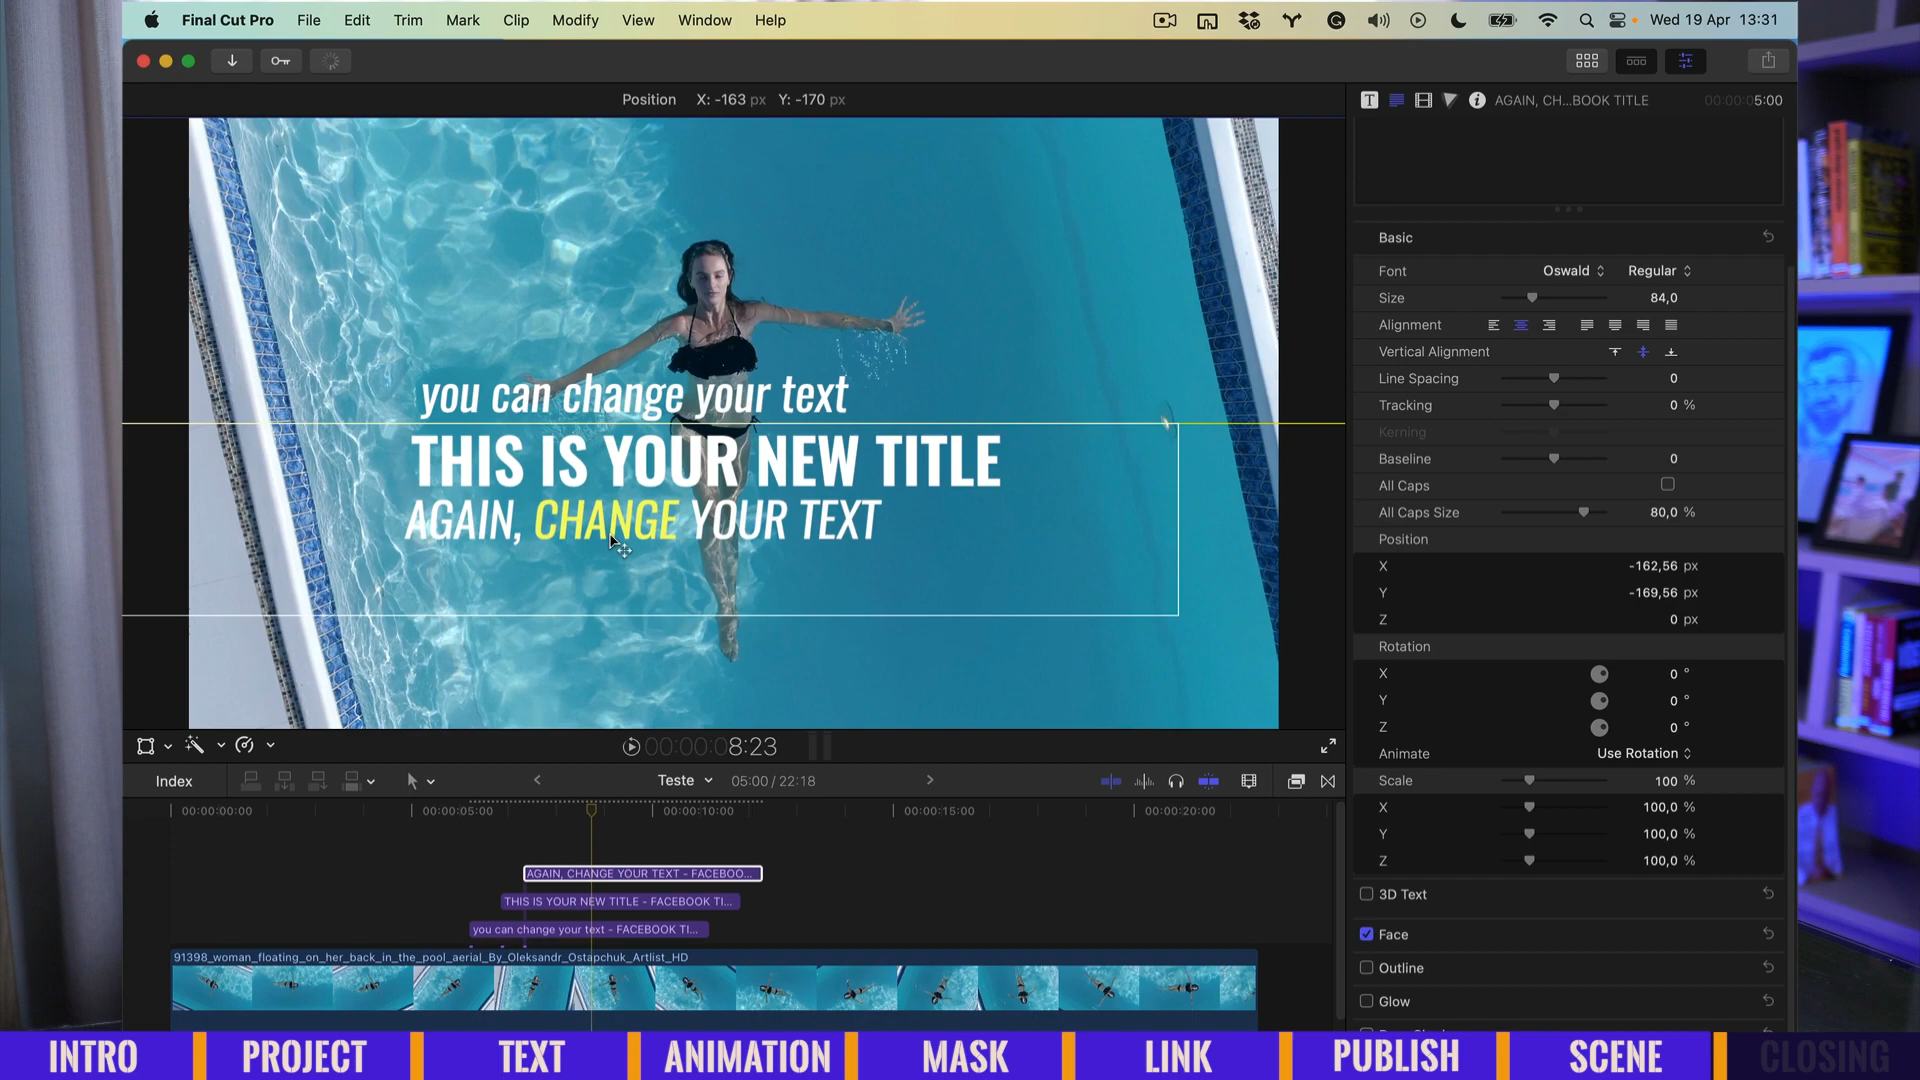 Final Cut Pro File Edit Trim Mark Clip Modify View Window Help Wed 19 Apr 13:31
Position X: -163 px Y: -170 px
AGAIN, CH...BOOK TITLE 00:00:05:00
you can change your text
THIS IS YOUR NEW TITLE
AGAIN, CHANGE YOUR TEXT
Basic
Font Oswald Regular
Size 84,0
Alignment
Vertical Alignment
Line Spacing 0
Tracking 0 %
Kerning
Baseline 0
All Caps
All Caps Size 80,0 %
Position
X -162,56 px
Y -169,56 px
Z 0 px
Rotation
X 0 °
Y 0 °
Z 0 °
Animate Use Rotation
Scale 100 %
X 100,0 %
Y 100,0 %
Z 100,0 %
3D Text
Face
Outline
Glow
00:00:08:23
Index Teste 05:00 / 22:18
00:00:00:00 00:00:05:00 00:00:10:00 00:00:15:00 00:00:20:00
AGAIN, CHANGE YOUR TEXT - FACEBOO...
THIS IS YOUR NEW TITLE - FACEBOOK TI...
you can change your text - FACEBOOK TI...
91398_woman_floating_on_her_back_in_the_pool_aerial_By_Oleksandr_Ostapchuk_Artlist_HD
INTRO PROJECT TEXT ANIMATION MASK LINK PUBLISH SCENE CLOSING